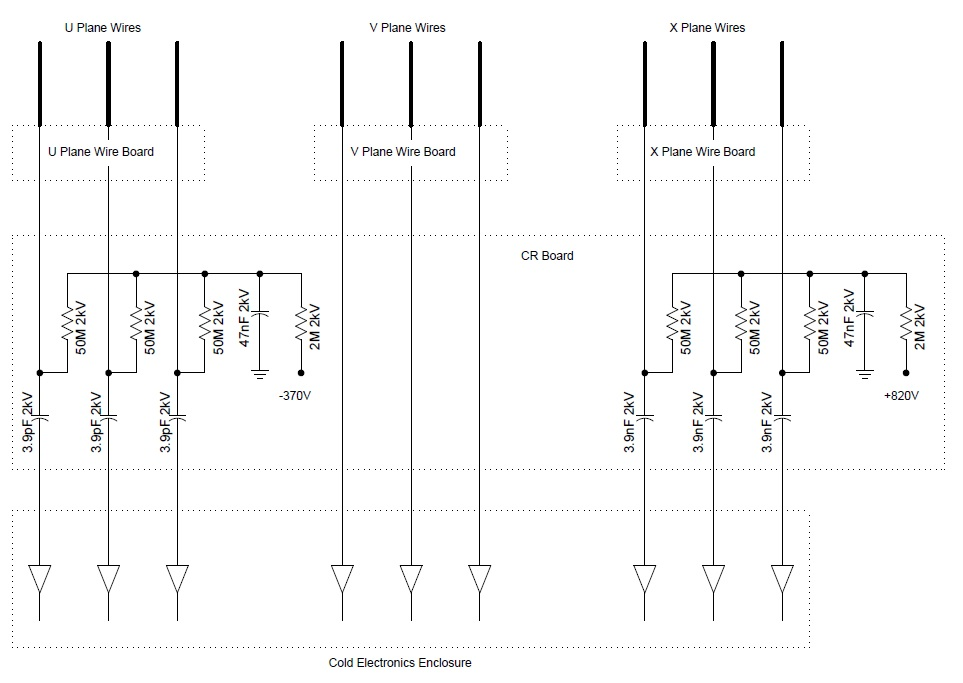 U Plane Wires
V Plane Wires
X Plane Wires
U Plane Wire Board
V Plane Wire Board
X Plane Wire Board
CR Board
50M 2kV
50M 2kV
50M 2kV
47nF 2kV
2M 2kV
50M 2kV
50M 2kV
50M 2kV
47nF 2kV
2M 2kV
-370V
+820V
3.9pF 2kV
3.9pF 2kV
3.9pF 2kV
3.9nF 2kV
3.9nF 2kV
3.9nF 2kV
Cold Electronics Enclosure